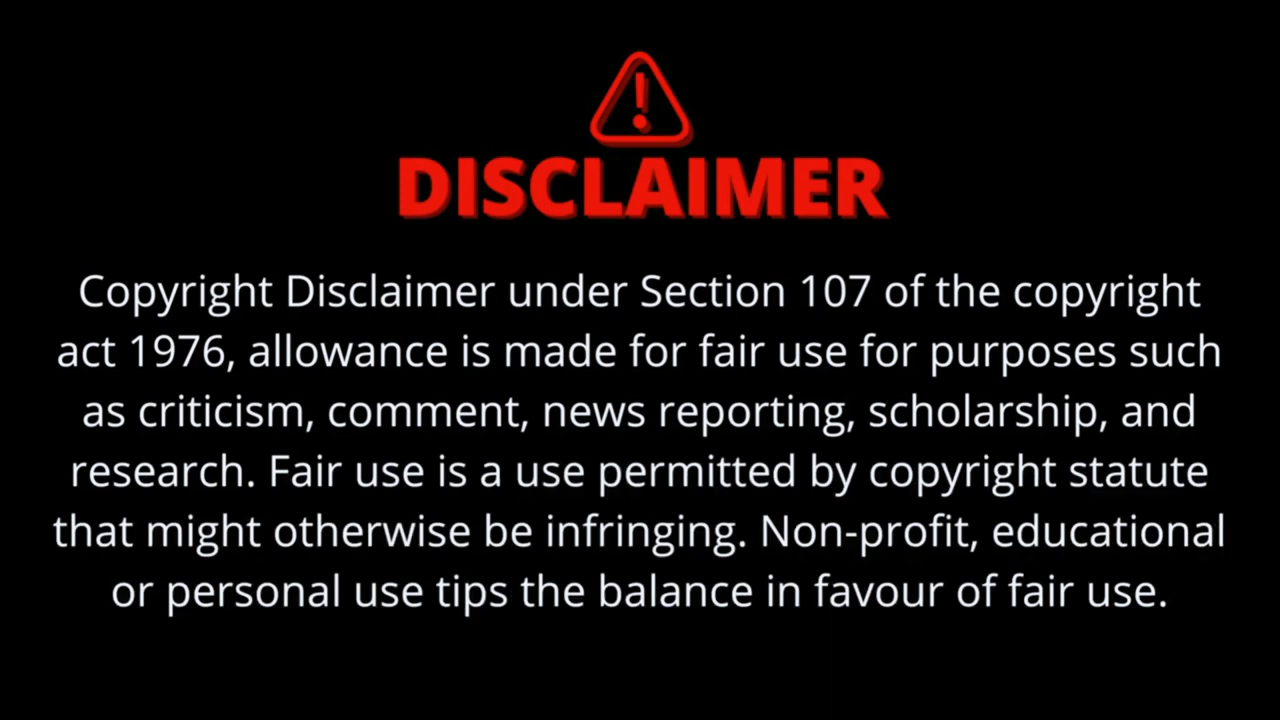 DISCLAIMER
Copyright Disclaimer under Section 107 of the copyright
act 1976, allowance is made for fair use for purposes such
as criticism, comment, news reporting, scholarship, and
research. Fair use is a use permitted by copyright statute
that might otherwise be infringing. Non-profit, educational
or personal use tips the balance in favour of fair use.